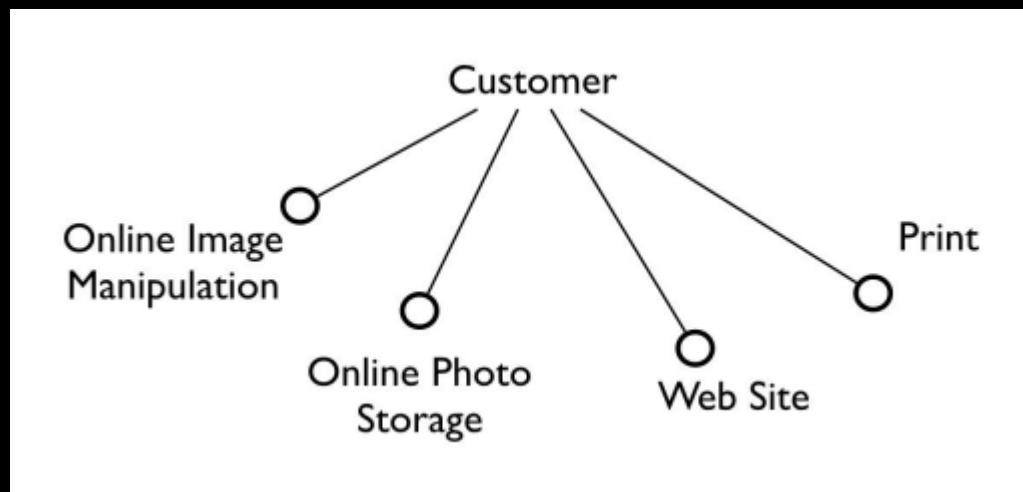 Customer
Online Image
Manipulation
Print
Online Photo
Storage
Web Site